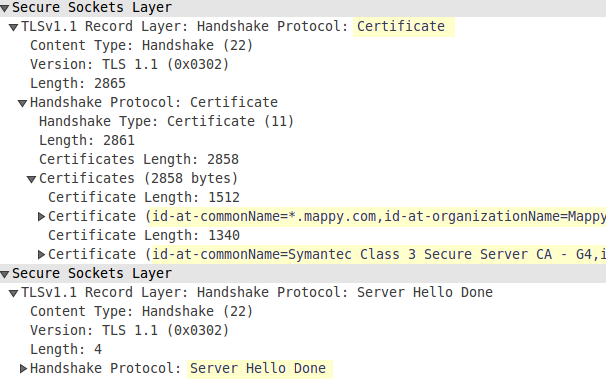 Secure Sockets Layer
TLSv1.1 Record Layer: Handshake Protocol: Certificate
Content Type: Handshake (22)
Version: TLS 1.1 (0x0302)
Length: 2865
Handshake Protocol: Certificate
Handshake Type: Certificate (11)
Length: 2861
Certificates Length: 2858
Certificates (2858 bytes)
Certificate Length: 1512
Certificate (id-at-commonName=*.mappy.com,id-at-organizationName=Mappy
Certificate Length: 1340
Certificate (id-at-commonName=Symantec Class 3 Secure Server CA - G4,i
Secure Sockets Layer
TLSv1.1 Record Layer: Handshake Protocol: Server Hello Done
Content Type: Handshake (22)
Version: TLS 1.1 (0x0302)
Length: 4
Handshake Protocol: Server Hello Done